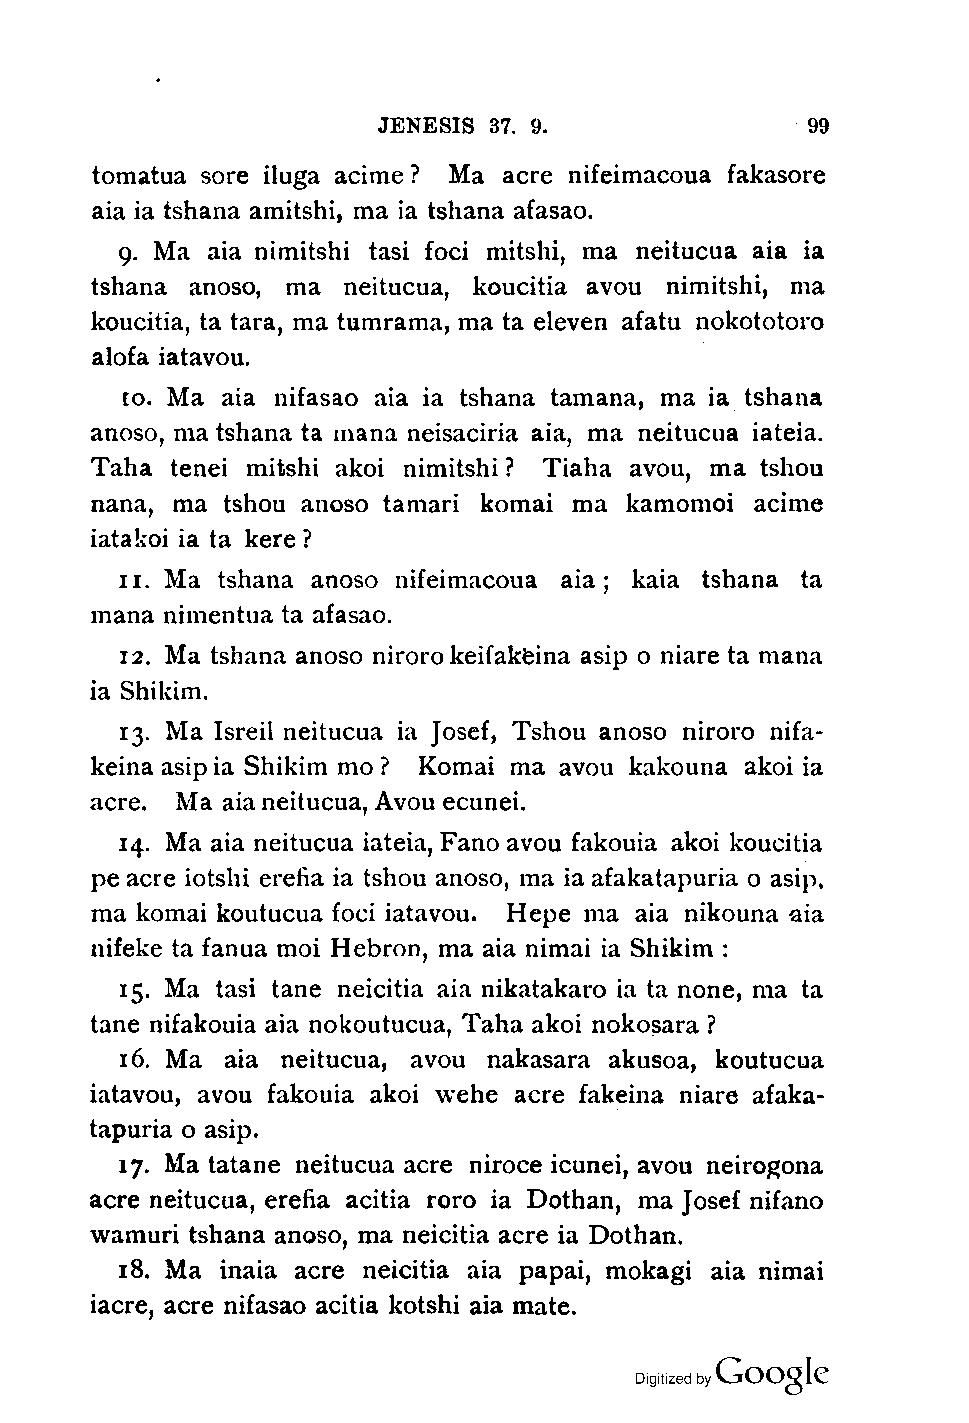 JENESIS 37. 9. 99
tomatua sore iluga acime? Ma acre nifeimacoua fakasore
aia ia tshana amitshi, ma ia tshana afasao.
9. Ma aia nimitshi tasi foci mitshi, ma neitucua aia ia
tshana anoso, ma neitucua, koucitia avou nimitshi, ma
koucitia, ta tara, ma tumrama, ma ta eleven afatu nokototoro
alofa iatavou.
10. Ma aia nifasao aia ia tshana tamana, ma ia tshana
anoso, ma tshana ta mana neisaciria aia, ma neitucua iateia.
Taha tenei mitshi akoi nimitshi? Tiaha avou, ma tshou
nana, ma tshou anoso tamari komai ma kamomoi acime
iatakoi ia ta kere?
11. Ma tshana anoso nifeimacoua aia; kaia tshana ta
mana nimentua ta afasao.
12. Ma tshana anoso niroro keifakeina asip o niare ta mana
ia Shikim.
13. Ma Isreil neitucua ia Josef, Tshou anoso niroro nifa-
keina asip ia Shikim mo? Komai ma avou kakouna akoi ia
acre. Ma aia neitucua, Avou ecunei.
14. Ma aia neitucua iateia, Fano avou fakouia akoi koucitia
pe acre iotshi erefia ia tshou anoso, ma ia afakatapuria o asip,
ma komai koutucua foci iatavou. Hepe ma aia nikouna aia
nifeke ta fanua moi Hebron, ma aia nimai ia Shikim :
15. Ma tasi tane neicitia aia nikatakaro ia ta none, ma ta
tane nifakouia aia nokoutucua, Taha akoi nokosara?
16. Ma aia neitucua, avou nakasara akusoa, koutucua
iatavou, avou fakouia akoi wehe acre fakeina niare afaka-
tapuria o asip.
17. Ma tatane neitucua acre niroce icunei, avou neirogona
acre neitucua, erefia acitia roro ia Dothan, ma Josef nifano
wamuri tshana anoso, ma neicitia acre ia Dothan.
18. Ma inaia acre neicitia aia papai, mokagi aia nimai
iacre, acre nifasao acitia kotshi aia mate.
Digitized by Google